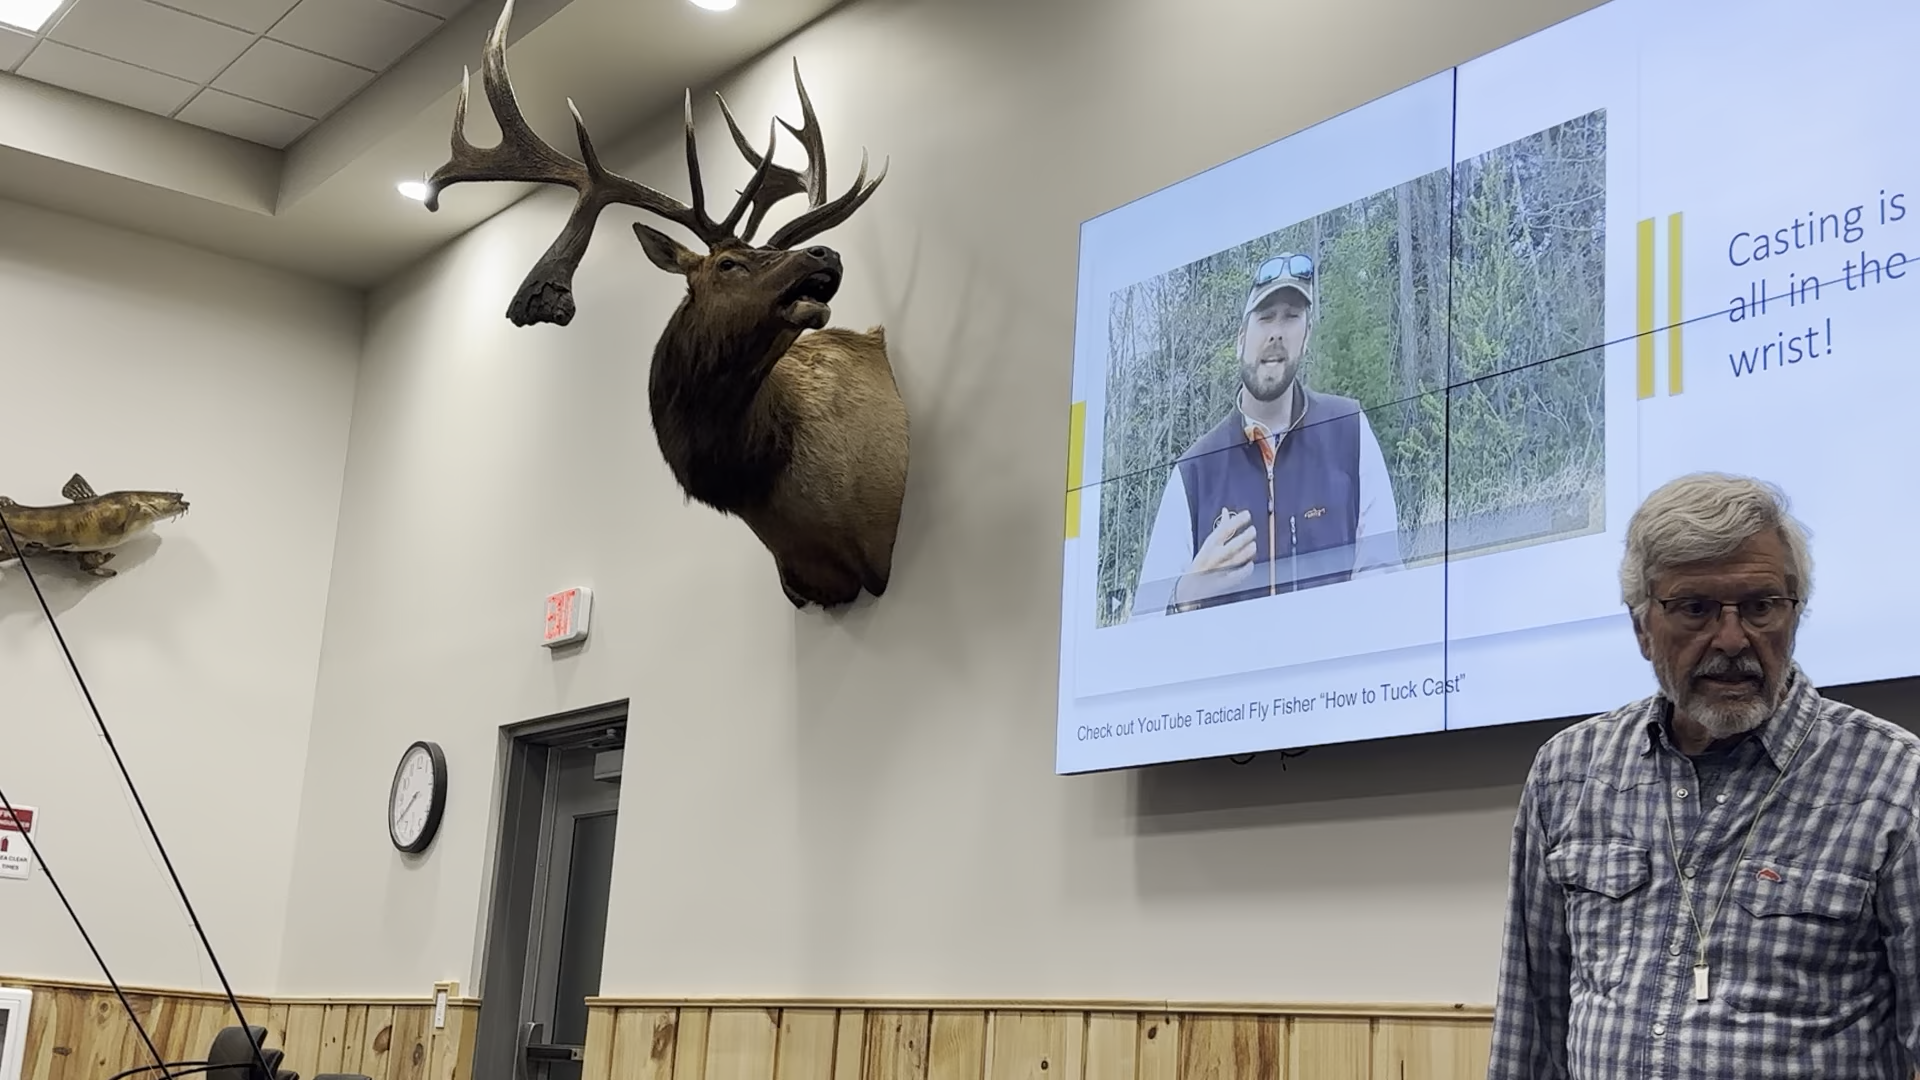 Casting is
all in the
wrist!
Check out YouTube Tactical Fly Fisher “How to Tuck Cast”
EXIT